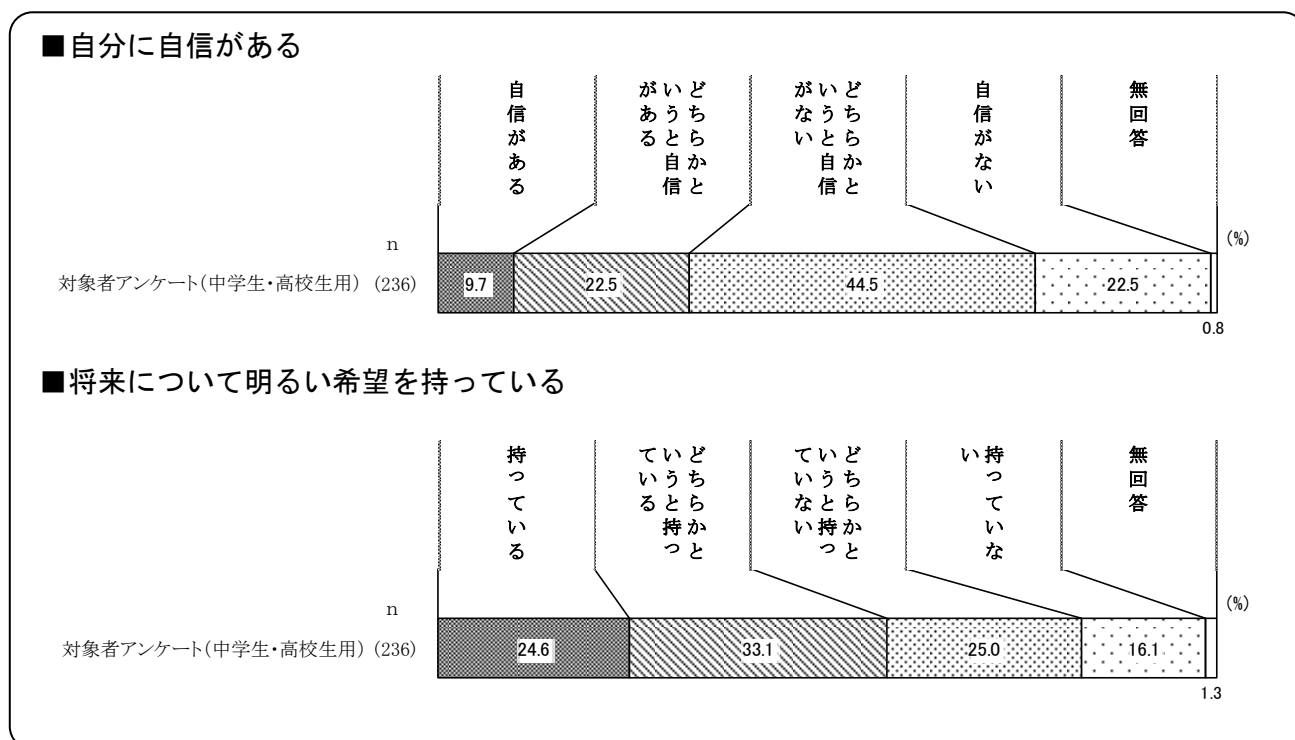 ■自分に自信がある
自信がある
どちらかと
いうと自信
がある
どちらかと
いうと自信
がない
自信がない
無回答
n
(%)
対象者アンケート(中学生・高校生用) (236)
9.7
22.5
44.5
22.5
0.8
■将来について明るい希望を持っている
持っている
どちらかと
いうと持っ
ている
どちらかと
いうと持っ
ていない
持っていな
い
無回答
n
(%)
対象者アンケート(中学生・高校生用) (236)
24.6
33.1
25.0
16.1
1.3